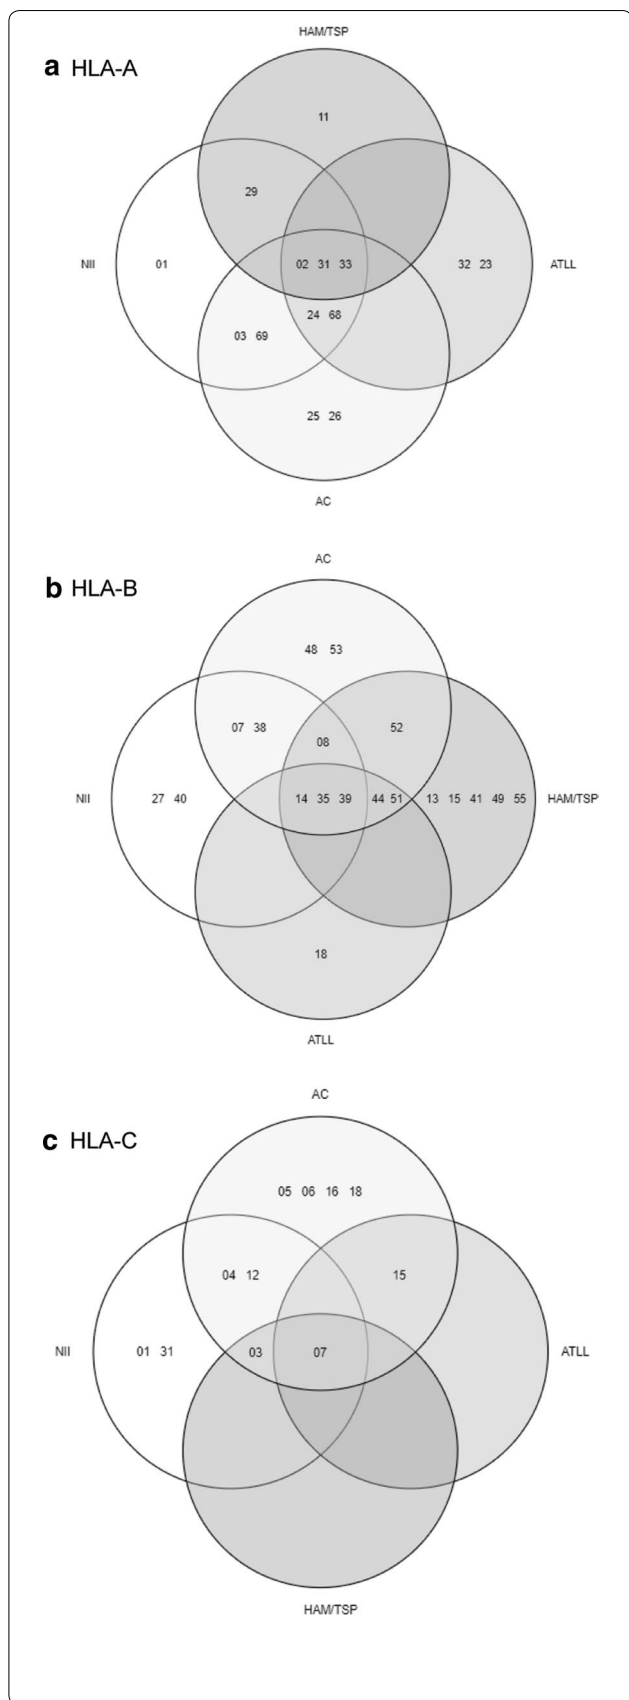 HAM/TSP
a HLA-A
11
29
NII 01 02 31 33 32 23 ATLL
24 68
03 69
25 26
AC
AC
b HLA-B
48 53
07 38 08 52
NII 27 40 14 35 39 44 51 13 15 41 49 55 HAM/TSP
18
ATLL
AC
c HLA-C
05 06 16 18
04 12 15
NII 01 31 03 07 ATLL
HAM/TSP